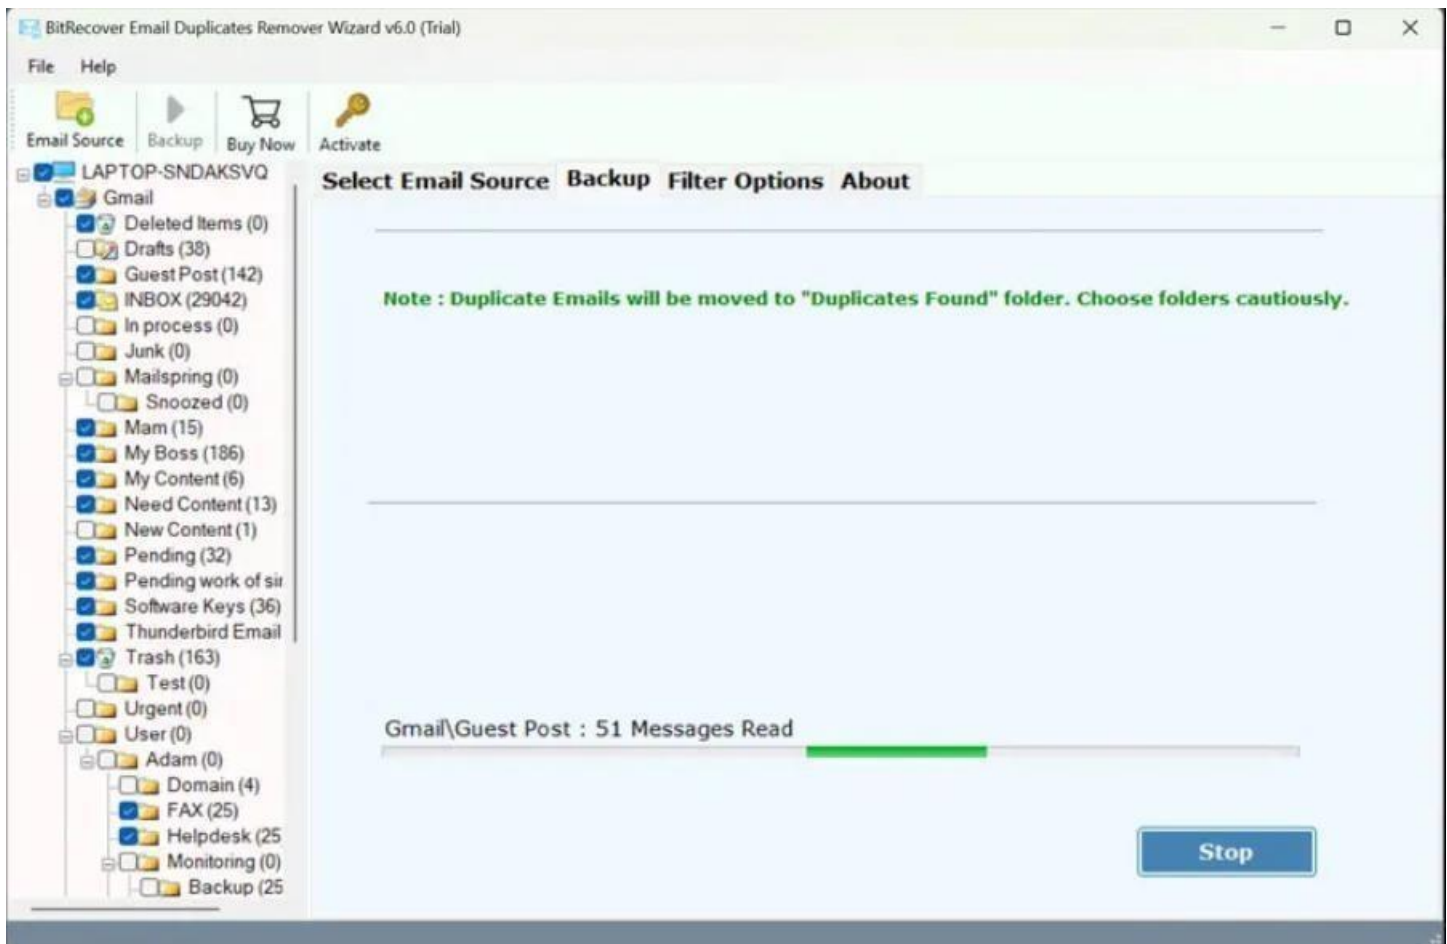 BitRecover Email Duplicates Remover Wizard v6.0 (Trial)
File Help
Email Source Backup Buy Now Activate
LAPTOP-SNDAKSVQ
Gmail
Deleted Items (0)
Drafts (38)
Guest Post (142)
INBOX (29042)
In process (0)
Junk (0)
Mailspring (0)
Snoozed (0)
Mam (15)
My Boss (186)
My Content (6)
Need Content (13)
New Content (1)
Pending (32)
Pending work of sir
Software Keys (36)
Thunderbird Email
Trash (163)
Test (0)
Urgent (0)
User (0)
Adam (0)
Domain (4)
FAX (25)
Helpdesk (25
Monitoring (0)
Backup (25
Select Email Source Backup Filter Options About
Note : Duplicate Emails will be moved to "Duplicates Found" folder. Choose folders cautiously.
Gmail\Guest Post : 51 Messages Read
Stop